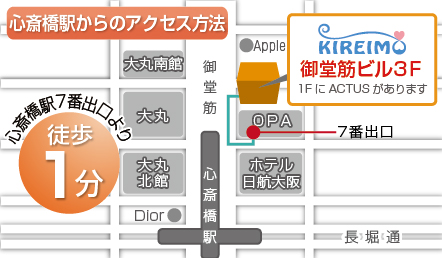 心斎橋駅からのアクセス方法
Apple
KIREIMO
御堂筋ビル3F
1FにACTUSがあります
大丸南館
御堂筋
大丸
OPA
7番出口
心斎橋駅7番出口より
徒歩
1分
大丸
北館
ホテル
日航大阪
心斎橋駅
Dior
長堀通